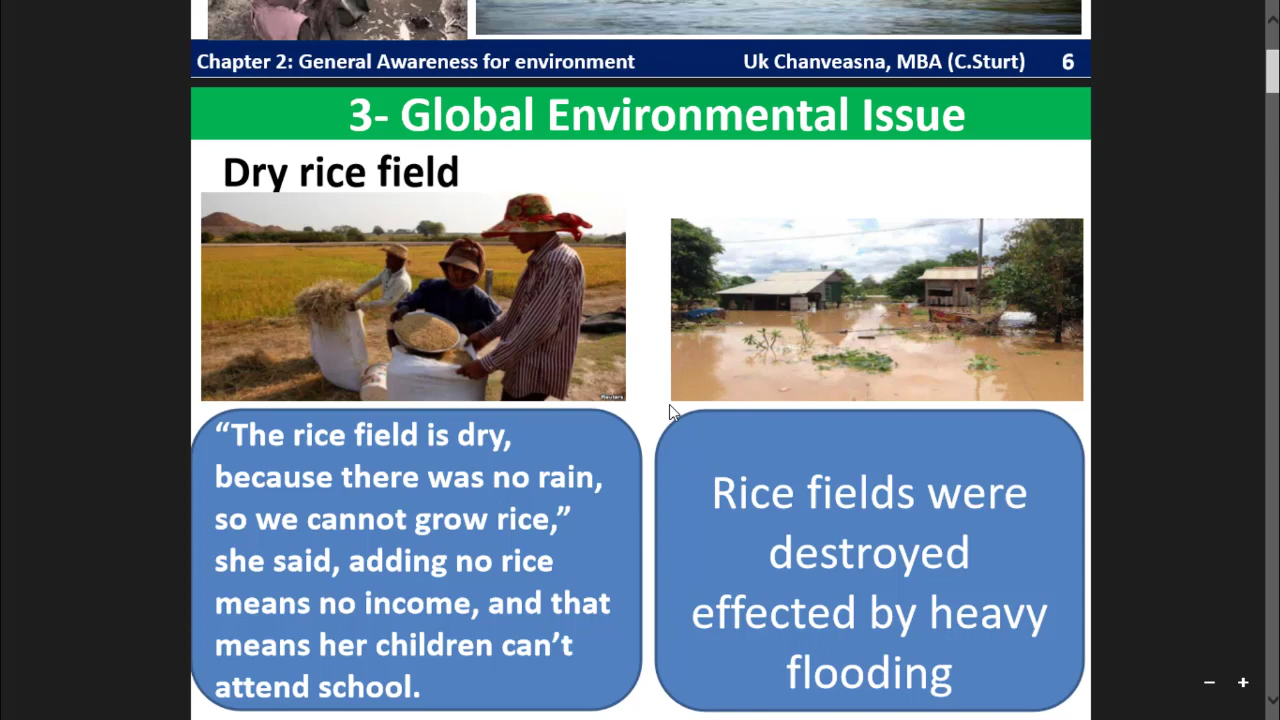 Chapter 2: General Awareness for environment Uk Chanveasna, MBA (C.Sturt) 6
3- Global Environmental Issue
Dry rice field
Reuters
“The rice field is dry,
because there was no rain,
so we cannot grow rice,”
she said, adding no rice
means no income, and that
means her children can’t
attend school.
Rice fields were
destroyed
effected by heavy
flooding